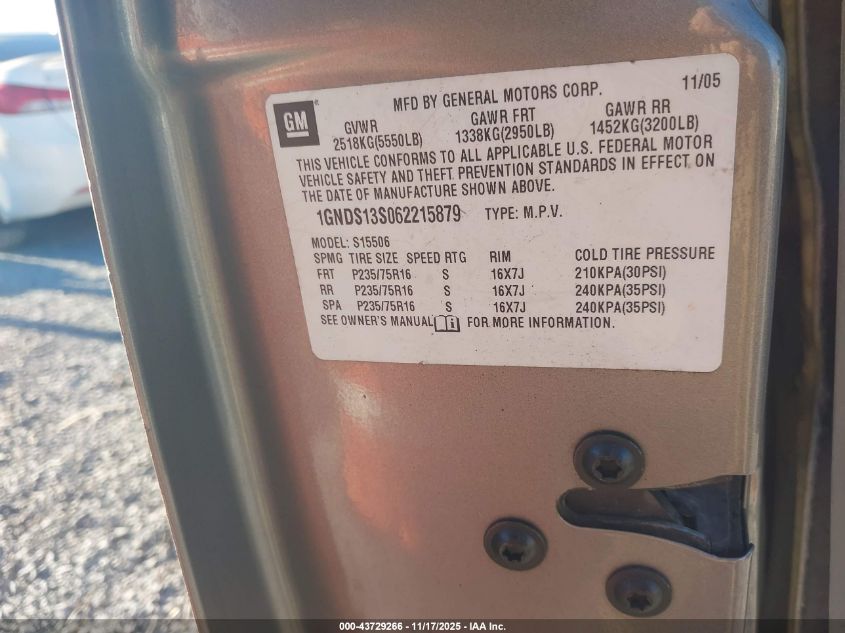 MFD BY GENERAL MOTORS CORP. 11/05
GM
GVWR GAWR FRT GAWR RR
2518KG(5550LB) 1338KG(2950LB) 1452KG(3200LB)
THIS VEHICLE CONFORMS TO ALL APPLICABLE U.S. FEDERAL MOTOR
VEHICLE SAFETY AND THEFT PREVENTION STANDARDS IN EFFECT ON
THE DATE OF MANUFACTURE SHOWN ABOVE.
1GNDS13S062215879 TYPE: M.P.V.
MODEL: S15506
SPMG TIRE SIZE SPEED RTG RIM COLD TIRE PRESSURE
FRT P235/75R16 S 16X7J 210KPA(30PSI)
RR P235/75R16 S 16X7J 240KPA(35PSI)
SPA P235/75R16 S 16X7J 240KPA(35PSI)
SEE OWNER'S MANUAL i FOR MORE INFORMATION.
000-43729266 - 11/17/2025 - IAA Inc.